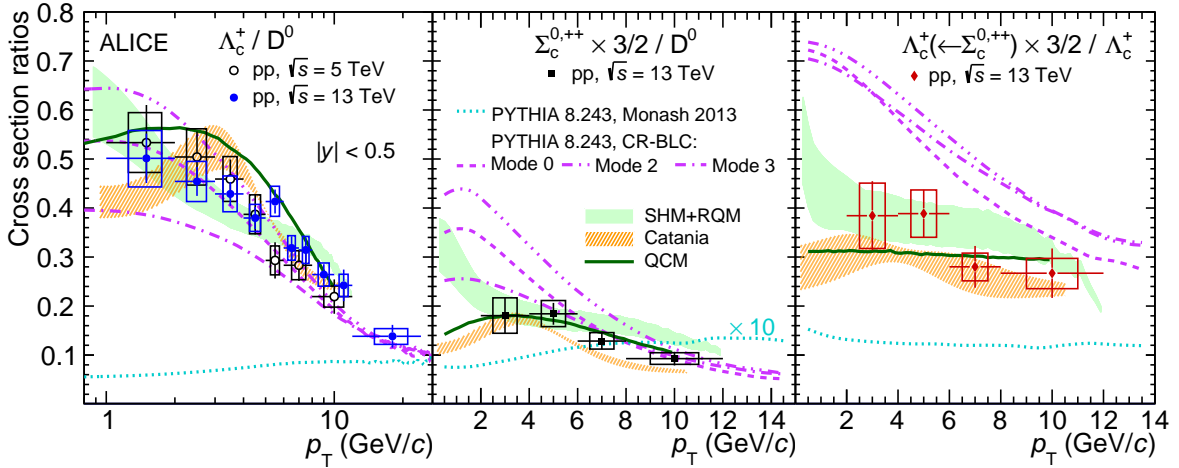 Cross section ratios
0.8
0.7
0.6
0.5
0.4
0.3
0.2
0.1
ALICE
Λc+ / D0
pp, √s = 5 TeV
pp, √s = 13 TeV
|y| < 0.5
1
10
pT (GeV/c)
Σc0,++ × 3/2 / D0
pp, √s = 13 TeV
PYTHIA 8.243, Monash 2013
PYTHIA 8.243, CR-BLC:
Mode 0 Mode 2 Mode 3
SHM+RQM
Catania
QCM
× 10
2 4 6 8 10 12 14
pT (GeV/c)
Λc+(←Σc0,++) × 3/2 / Λc+
pp, √s = 13 TeV
2 4 6 8 10 12 14
pT (GeV/c)